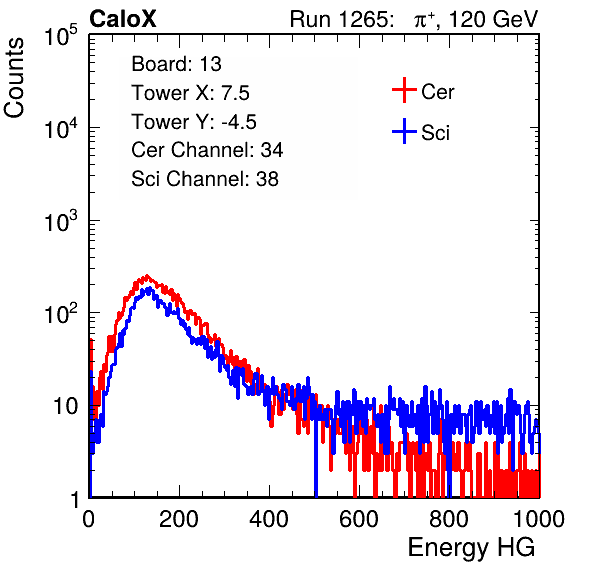 CaloX Run 1265: π⁺, 120 GeV
Counts
Board: 13
Tower X: 7.5
Tower Y: -4.5
Cer Channel: 34
Sci Channel: 38
Cer
Sci
10⁵
10⁴
10³
10²
10
1
0 200 400 600 800 1000
Energy HG